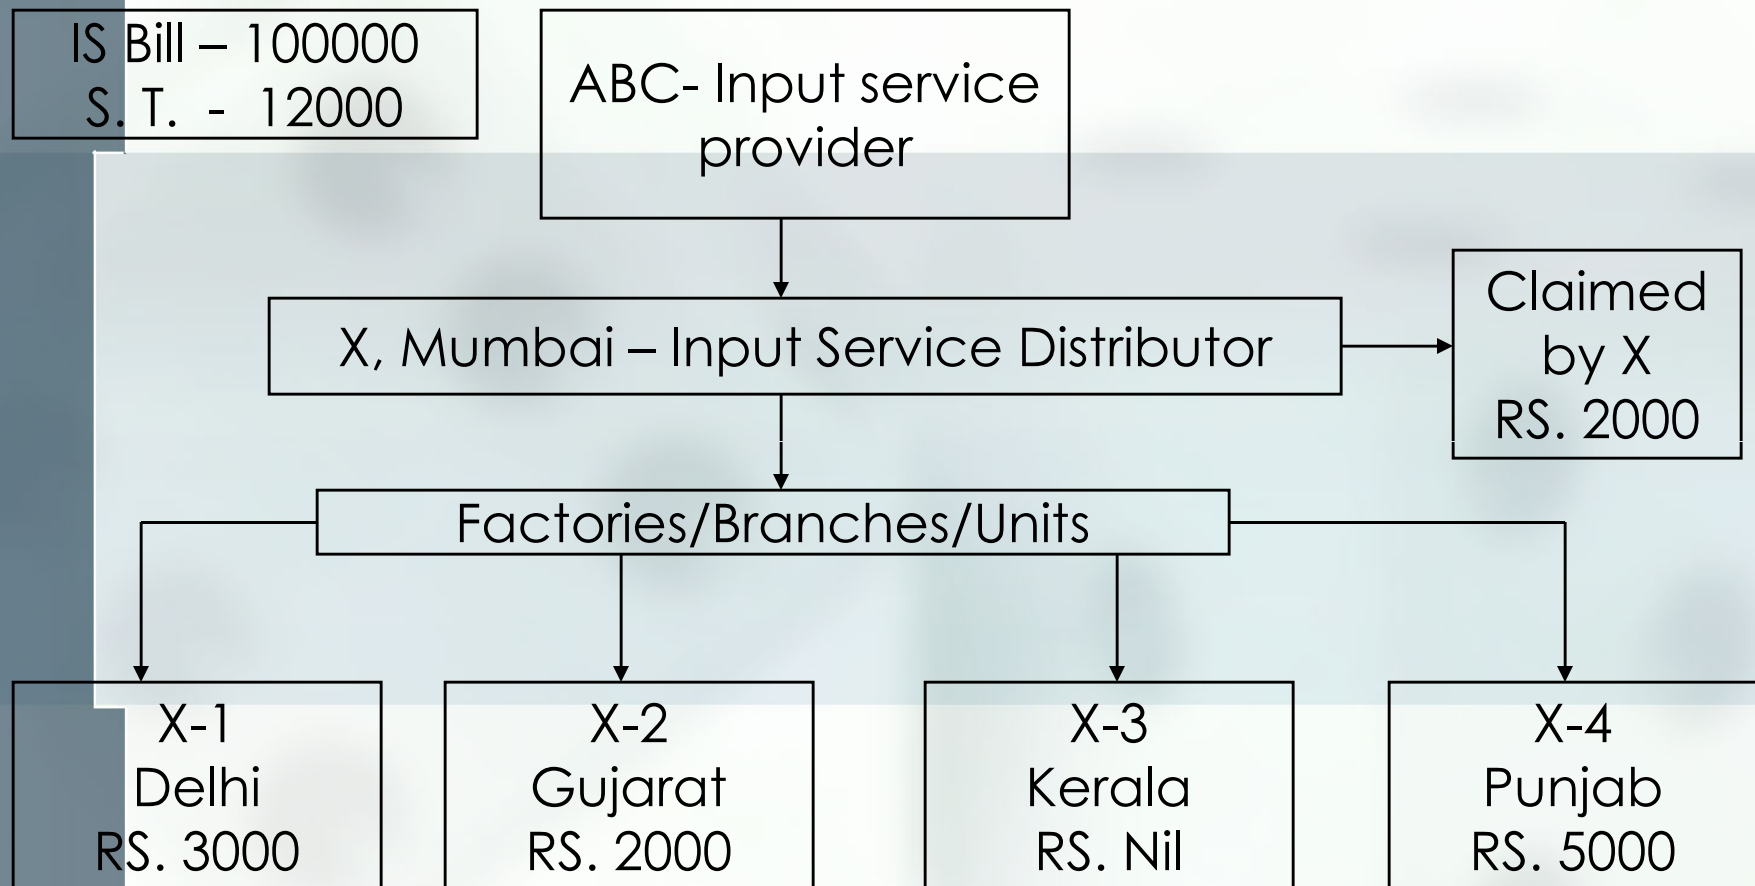 IS Bill – 100000
S. T. - 12000
ABC- Input service
provider
X, Mumbai – Input Service Distributor
Claimed
by X
RS. 2000
Factories/Branches/Units
X-1
Delhi
RS. 3000
X-2
Gujarat
RS. 2000
X-3
Kerala
RS. Nil
X-4
Punjab
RS. 5000